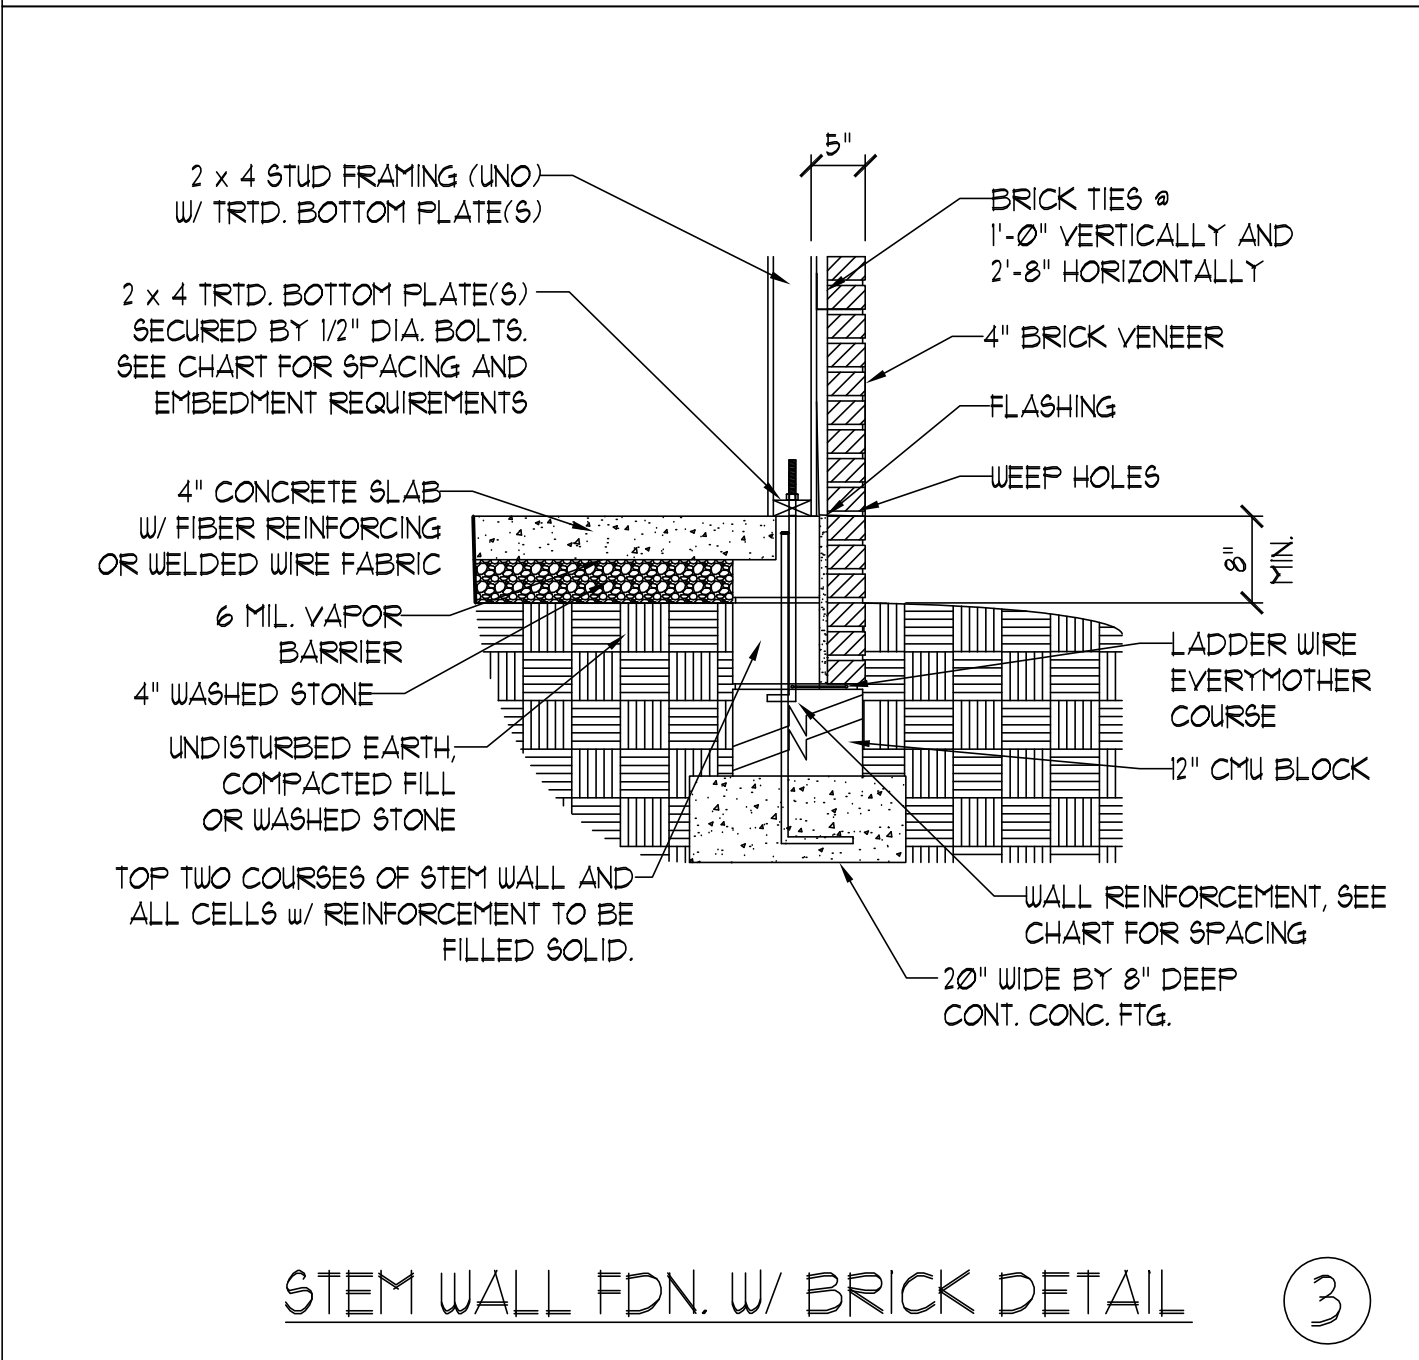 5"
2 x 4 STUD FRAMING (UNO)
W/ TRTD. BOTTOM PLATE(S)
BRICK TIES @
1'-0" VERTICALLY AND
2'-8" HORIZONTALLY
2 x 4 TRTD. BOTTOM PLATE(S)
SECURED BY 1/2" DIA. BOLTS.
SEE CHART FOR SPACING AND
EMBEDMENT REQUIREMENTS
4" BRICK VENEER
FLASHING
WEEP HOLES
4" CONCRETE SLAB
W/ FIBER REINFORCING
OR WELDED WIRE FABRIC
8"
MIN.
6 MIL. VAPOR
BARRIER
4" WASHED STONE
LADDER WIRE
EVERYMOTHER
COURSE
UNDISTURBED EARTH,
COMPACTED FILL
OR WASHED STONE
12" CMU BLOCK
TOP TWO COURSES OF STEM WALL AND
ALL CELLS w/ REINFORCEMENT TO BE
FILLED SOLID.
WALL REINFORCEMENT, SEE
CHART FOR SPACING
20" WIDE BY 8" DEEP
CONT. CONC. FTG.
STEM WALL FDN. W/ BRICK DETAIL
3